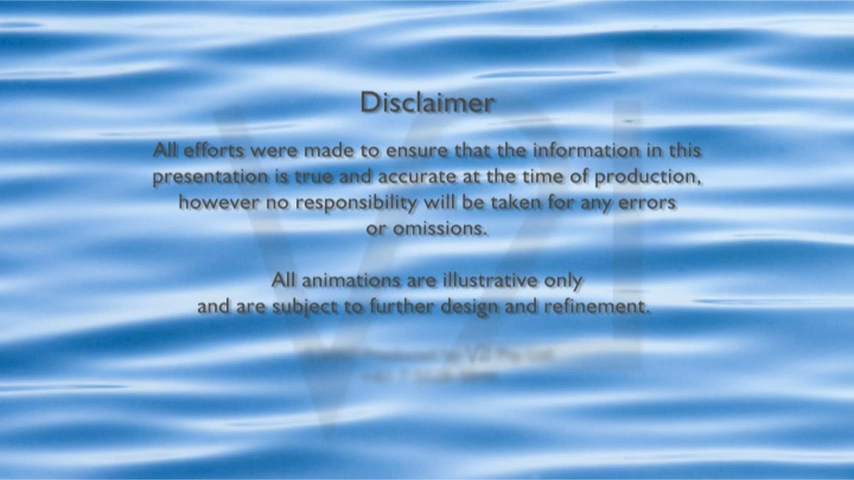 Disclaimer
All efforts were made to ensure that the information in this
presentation is true and accurate at the time of production,
however no responsibility will be taken for any errors
or omissions.
All animations are illustrative only
and are subject to further design and refinement.